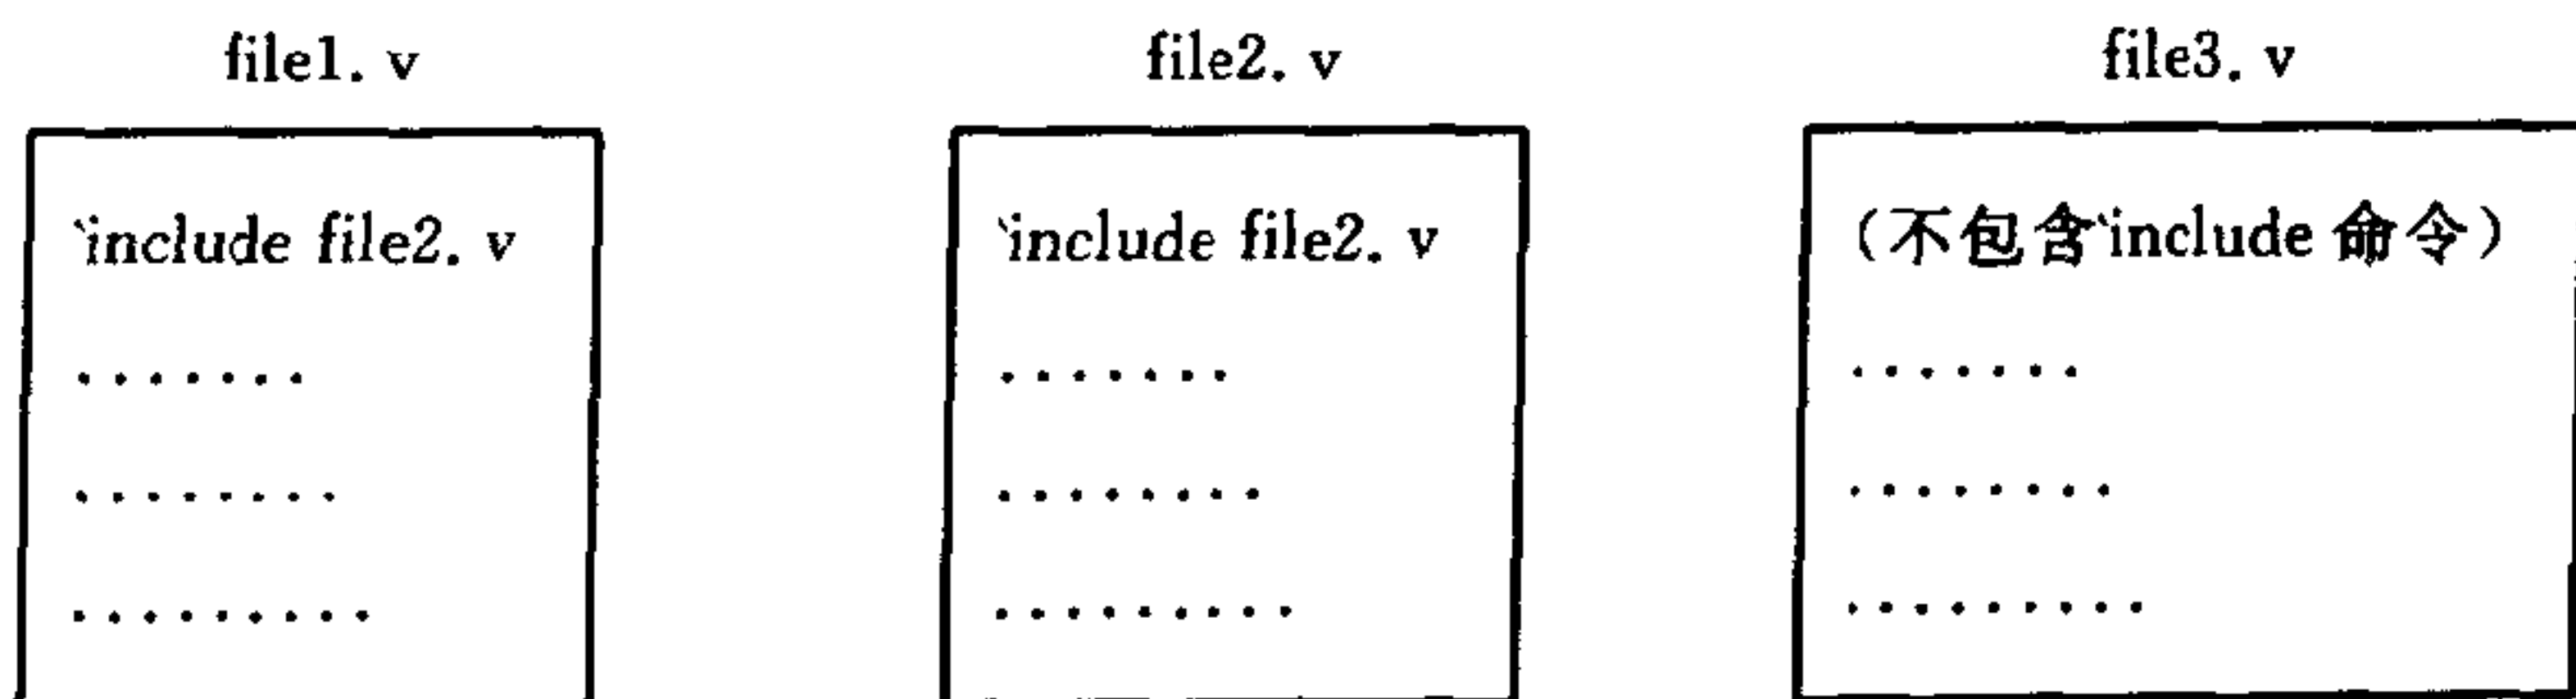 file1. v
file2. v
file3. v
`include file2. v
.......
........
.........
`include file2. v
.......
........
.........
(不包含`include 命令)
.......
........
.........